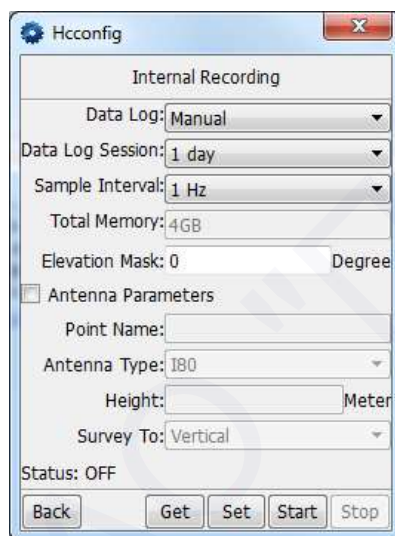 Hcconfig
Internal Recording
Data Log: Manual
Data Log Session: 1 day
Sample Interval: 1 Hz
Total Memory: 4GB
Elevation Mask: 0 Degree
Antenna Parameters
Point Name:
Antenna Type: I80
Height: Meter
Survey To: Vertical
Status: OFF
Back Get Set Start Stop